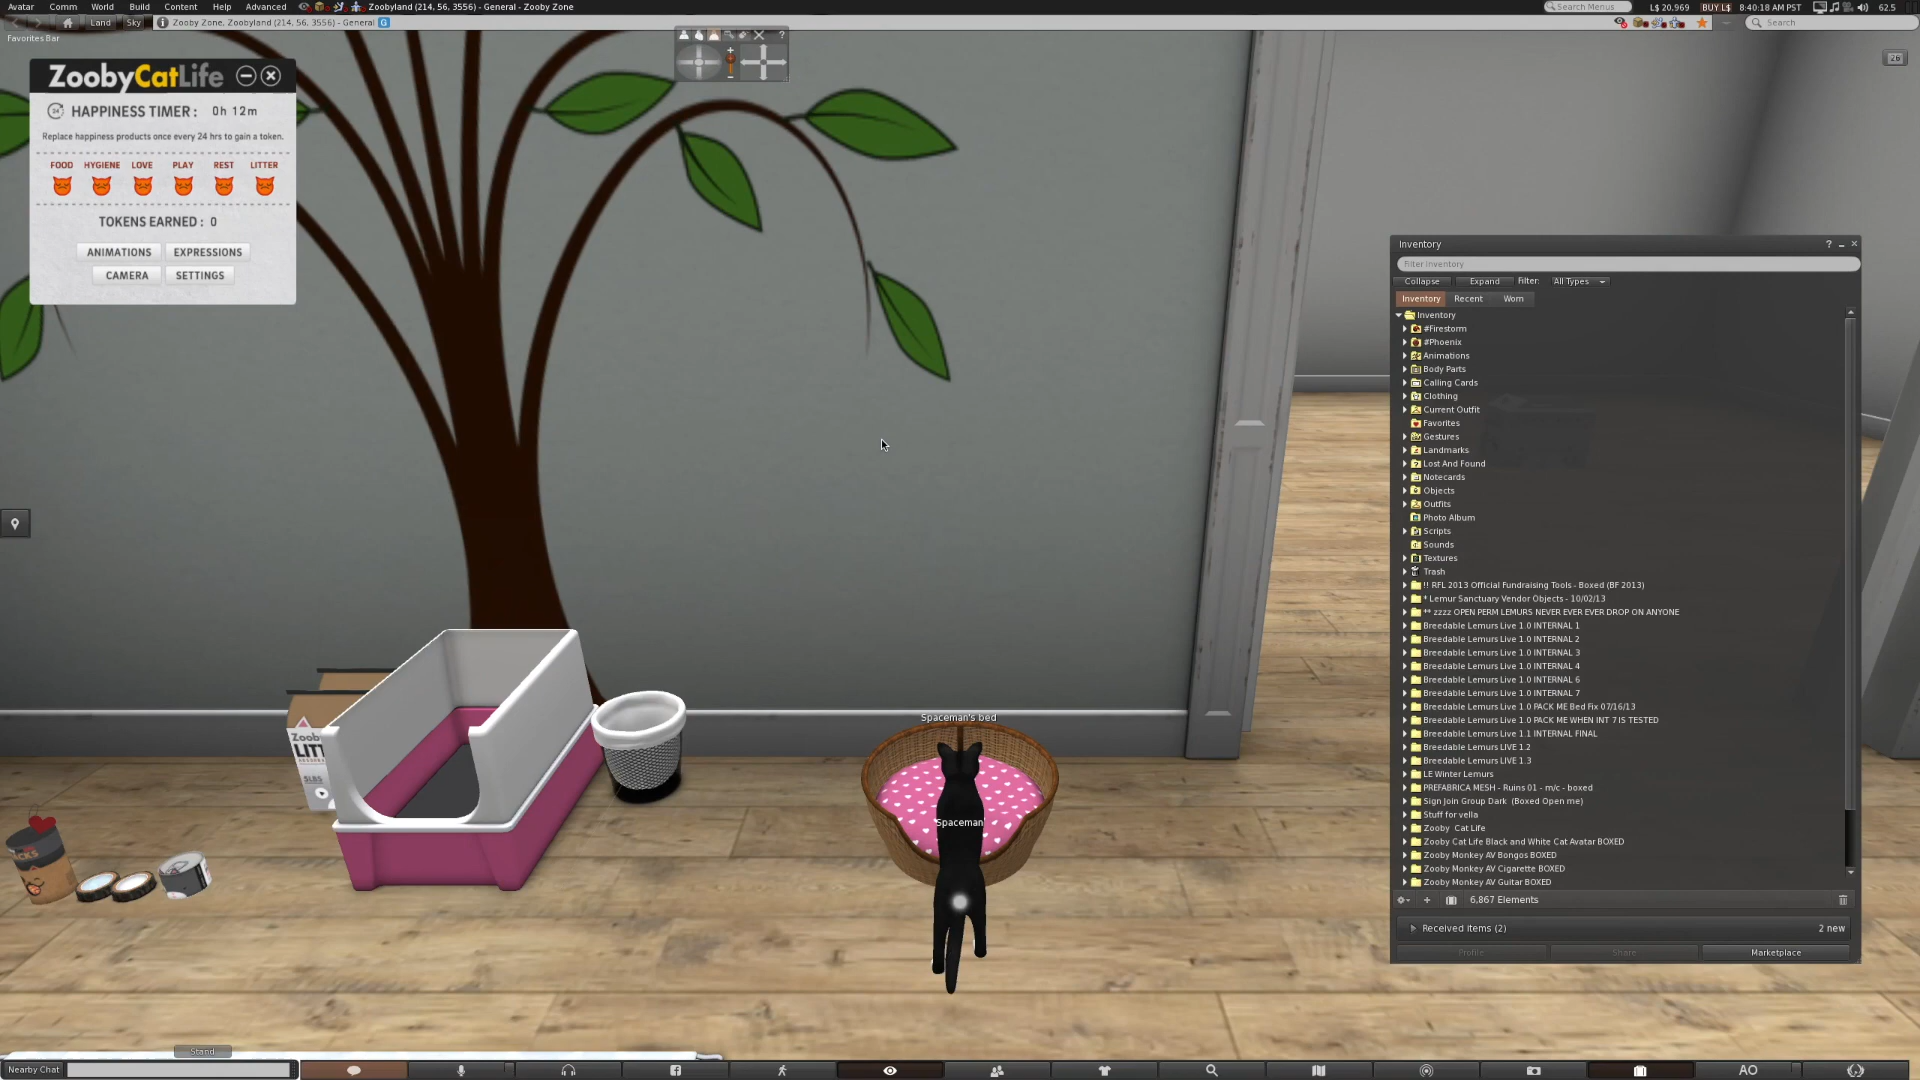 Avatar Comm World Build Content Help Advanced Zoobyland (214, 56, 3556) - General - Zooby Zone Search Menus L$ 20,969 BUY L$ 8:40:18 AM PST 62.5
Land Sky Zooby Zone, Zoobyland (214, 56, 3556) - General G Search
Favorites Bar
?
26
ZoobyCatLife
24 HAPPINESS TIMER : 0h 12m
Replace happiness products once every 24 hrs to gain a token.
FOOD HYGIENE LOVE PLAY REST LITTER
TOKENS EARNED : 0
ANIMATIONS EXPRESSIONS
CAMERA SETTINGS
Inventory ?
Filter Inventory
Collapse Expand Filter: All Types
Inventory Recent Worn
Inventory
#Firestorm
#Phoenix
Animations
Body Parts
Calling Cards
Clothing
Current Outfit
Favorites
Gestures
Landmarks
Lost And Found
Notecards
Objects
Outfits
Photo Album
Scripts
Sounds
Textures
Trash
!! RFL 2013 Official Fundraising Tools - Boxed (BF 2013)
* Lemur Sanctuary Vendor Objects - 10/02/13
** zzzz OPEN PERM LEMURS NEVER EVER EVER DROP ON ANYONE
Breedable Lemurs Live 1.0 INTERNAL 1
Breedable Lemurs Live 1.0 INTERNAL 2
Breedable Lemurs Live 1.0 INTERNAL 3
Breedable Lemurs Live 1.0 INTERNAL 4
Breedable Lemurs Live 1.0 INTERNAL 6
Breedable Lemurs Live 1.0 INTERNAL 7
Breedable Lemurs Live 1.0 PACK ME Bed Fix 07/16/13
Breedable Lemurs Live 1.0 PACK ME WHEN INT 7 IS TESTED
Breedable Lemurs Live 1.1 INTERNAL FINAL
Breedable Lemurs LIVE 1.2
Breedable Lemurs LIVE 1.3
LE Winter Lemurs
PREFABRICA MESH - Ruins 01 - m/c - boxed
Sign Join Group Dark (Boxed Open me)
Stuff for vella
Zooby Cat Life
Zooby Cat Life Black and White Cat Avatar BOXED
Zooby Monkey AV Bongos BOXED
Zooby Monkey AV Cigarette BOXED
Zooby Monkey AV Guitar BOXED
6,867 Elements
Received Items (2) 2 new
Profile Share Marketplace
Spaceman's bed
Spaceman
Zoob
LIT
5LBS
Stand
Nearby Chat AO